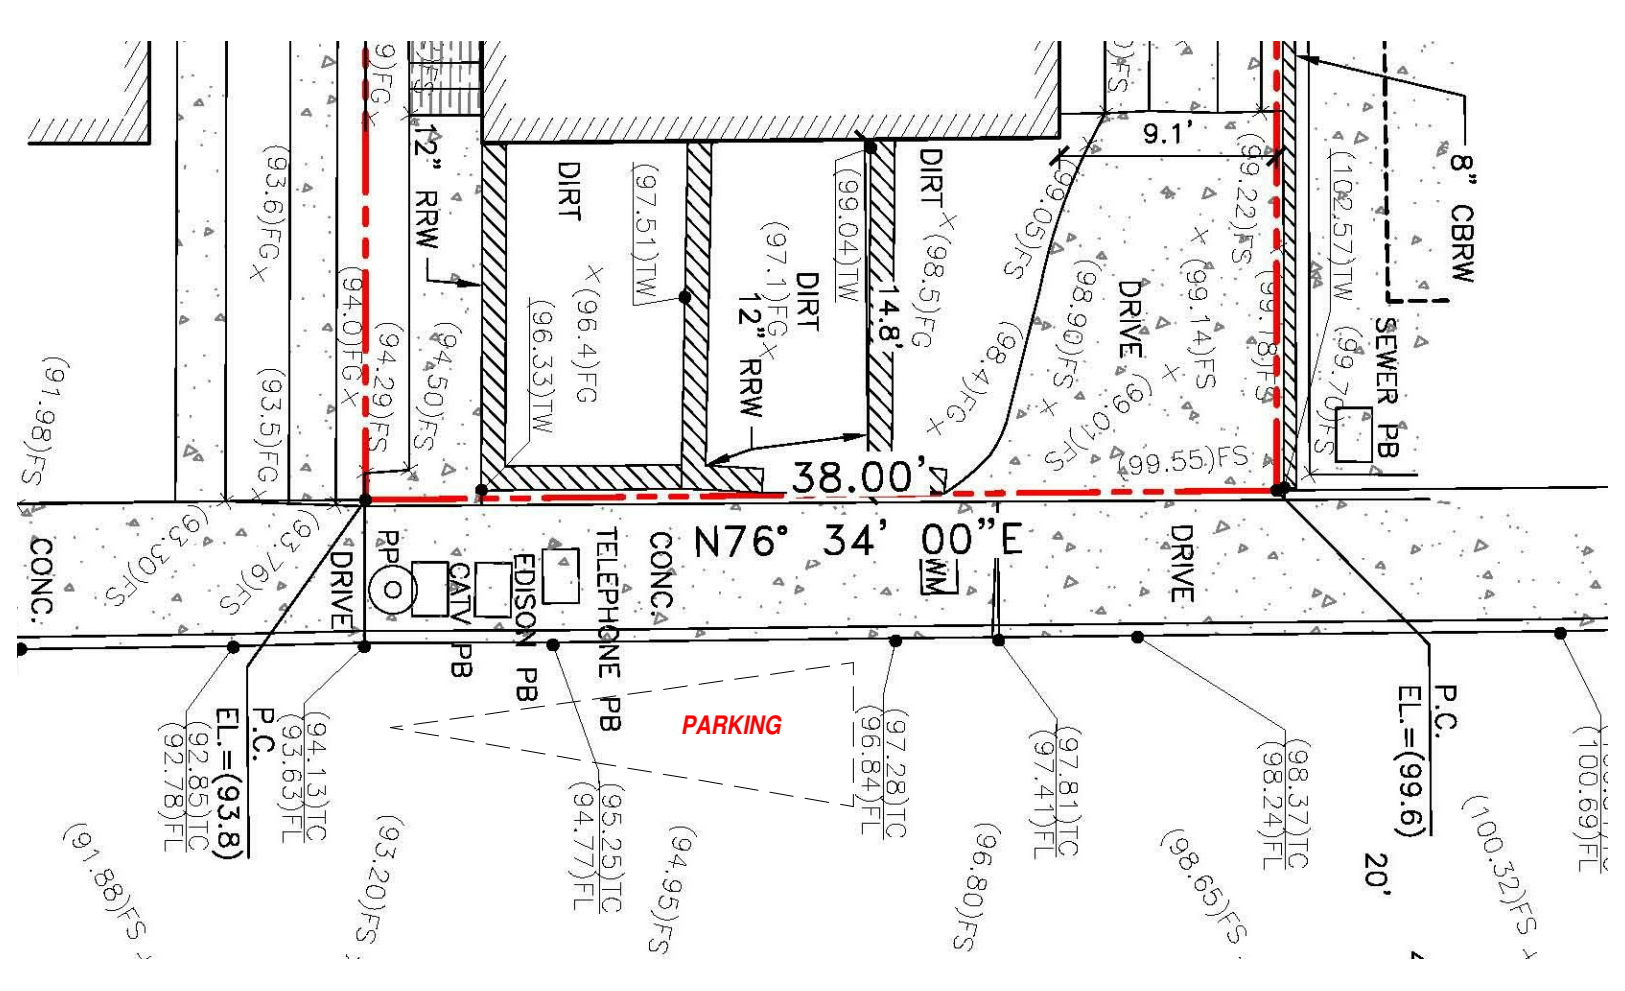 9)FG
)FS
)FS
9.1'
8" CBRW
12" RRW
DIRT
(97.51)TW
(99.04)TW
DIRT
(98.5)FG
(99.05)FS
(99.22)FS
(102.57)TW
(93.6)FG
(94.0)FG
(94.29)FS
(94.50)FS
(96.33)TW
(96.4)FG
(97.1)FG
DIRT
12" RRW
14.8'
(98.4)FG
(98.90)FS
DRIVE
(99.14)FS
(99.18)FS
(99.01)FS
(99.55)FS
(99.70)FS
SEWER PB
(91.98)FS
(93.5)FG
38.00'
N76° 34' 00"E
CONC.
(93.30)FS
(93.76)FS
DRIVE
PP
CATV PB
EDISON PB
TELEPHONE PB
CONC.
WM
DRIVE
PARKING
(92.85)TC
(92.78)FL
P.C.
EL.=(93.8)
(94.13)TC
(93.63)FL
(95.25)TC
(94.77)FL
(97.28)TC
(96.84)FL
(97.81)TC
(97.41)FL
(98.37)TC
(98.24)FL
P.C.
EL.=(99.6)
(100.69)FL
(91.88)FS
(93.20)FS
(94.95)FS
(96.80)FS
(98.65)FS
20'
(100.32)FS